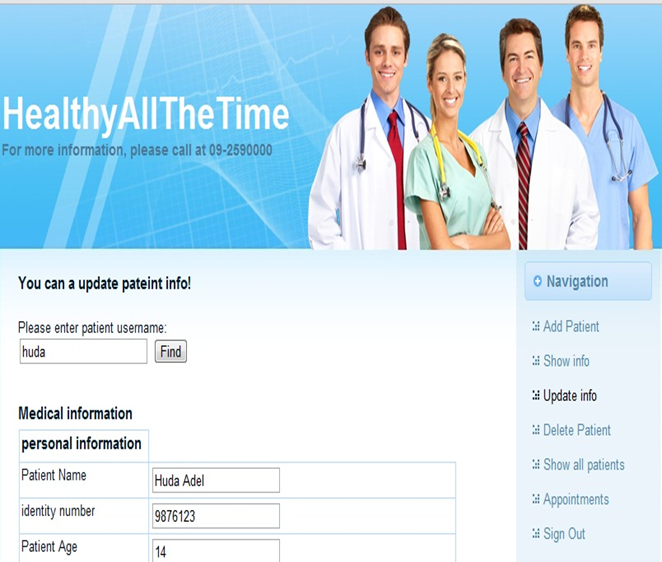 HealthyAllTheTime
For more information, please call at 09-2590000
You can a update pateint info!
Please enter patient username:
huda Find
Medical information
personal information
Patient Name Huda Adel
identity number 9876123
Patient Age 14
Navigation
Add Patient
Show info
Update info
Delete Patient
Show all patients
Appointments
Sign Out